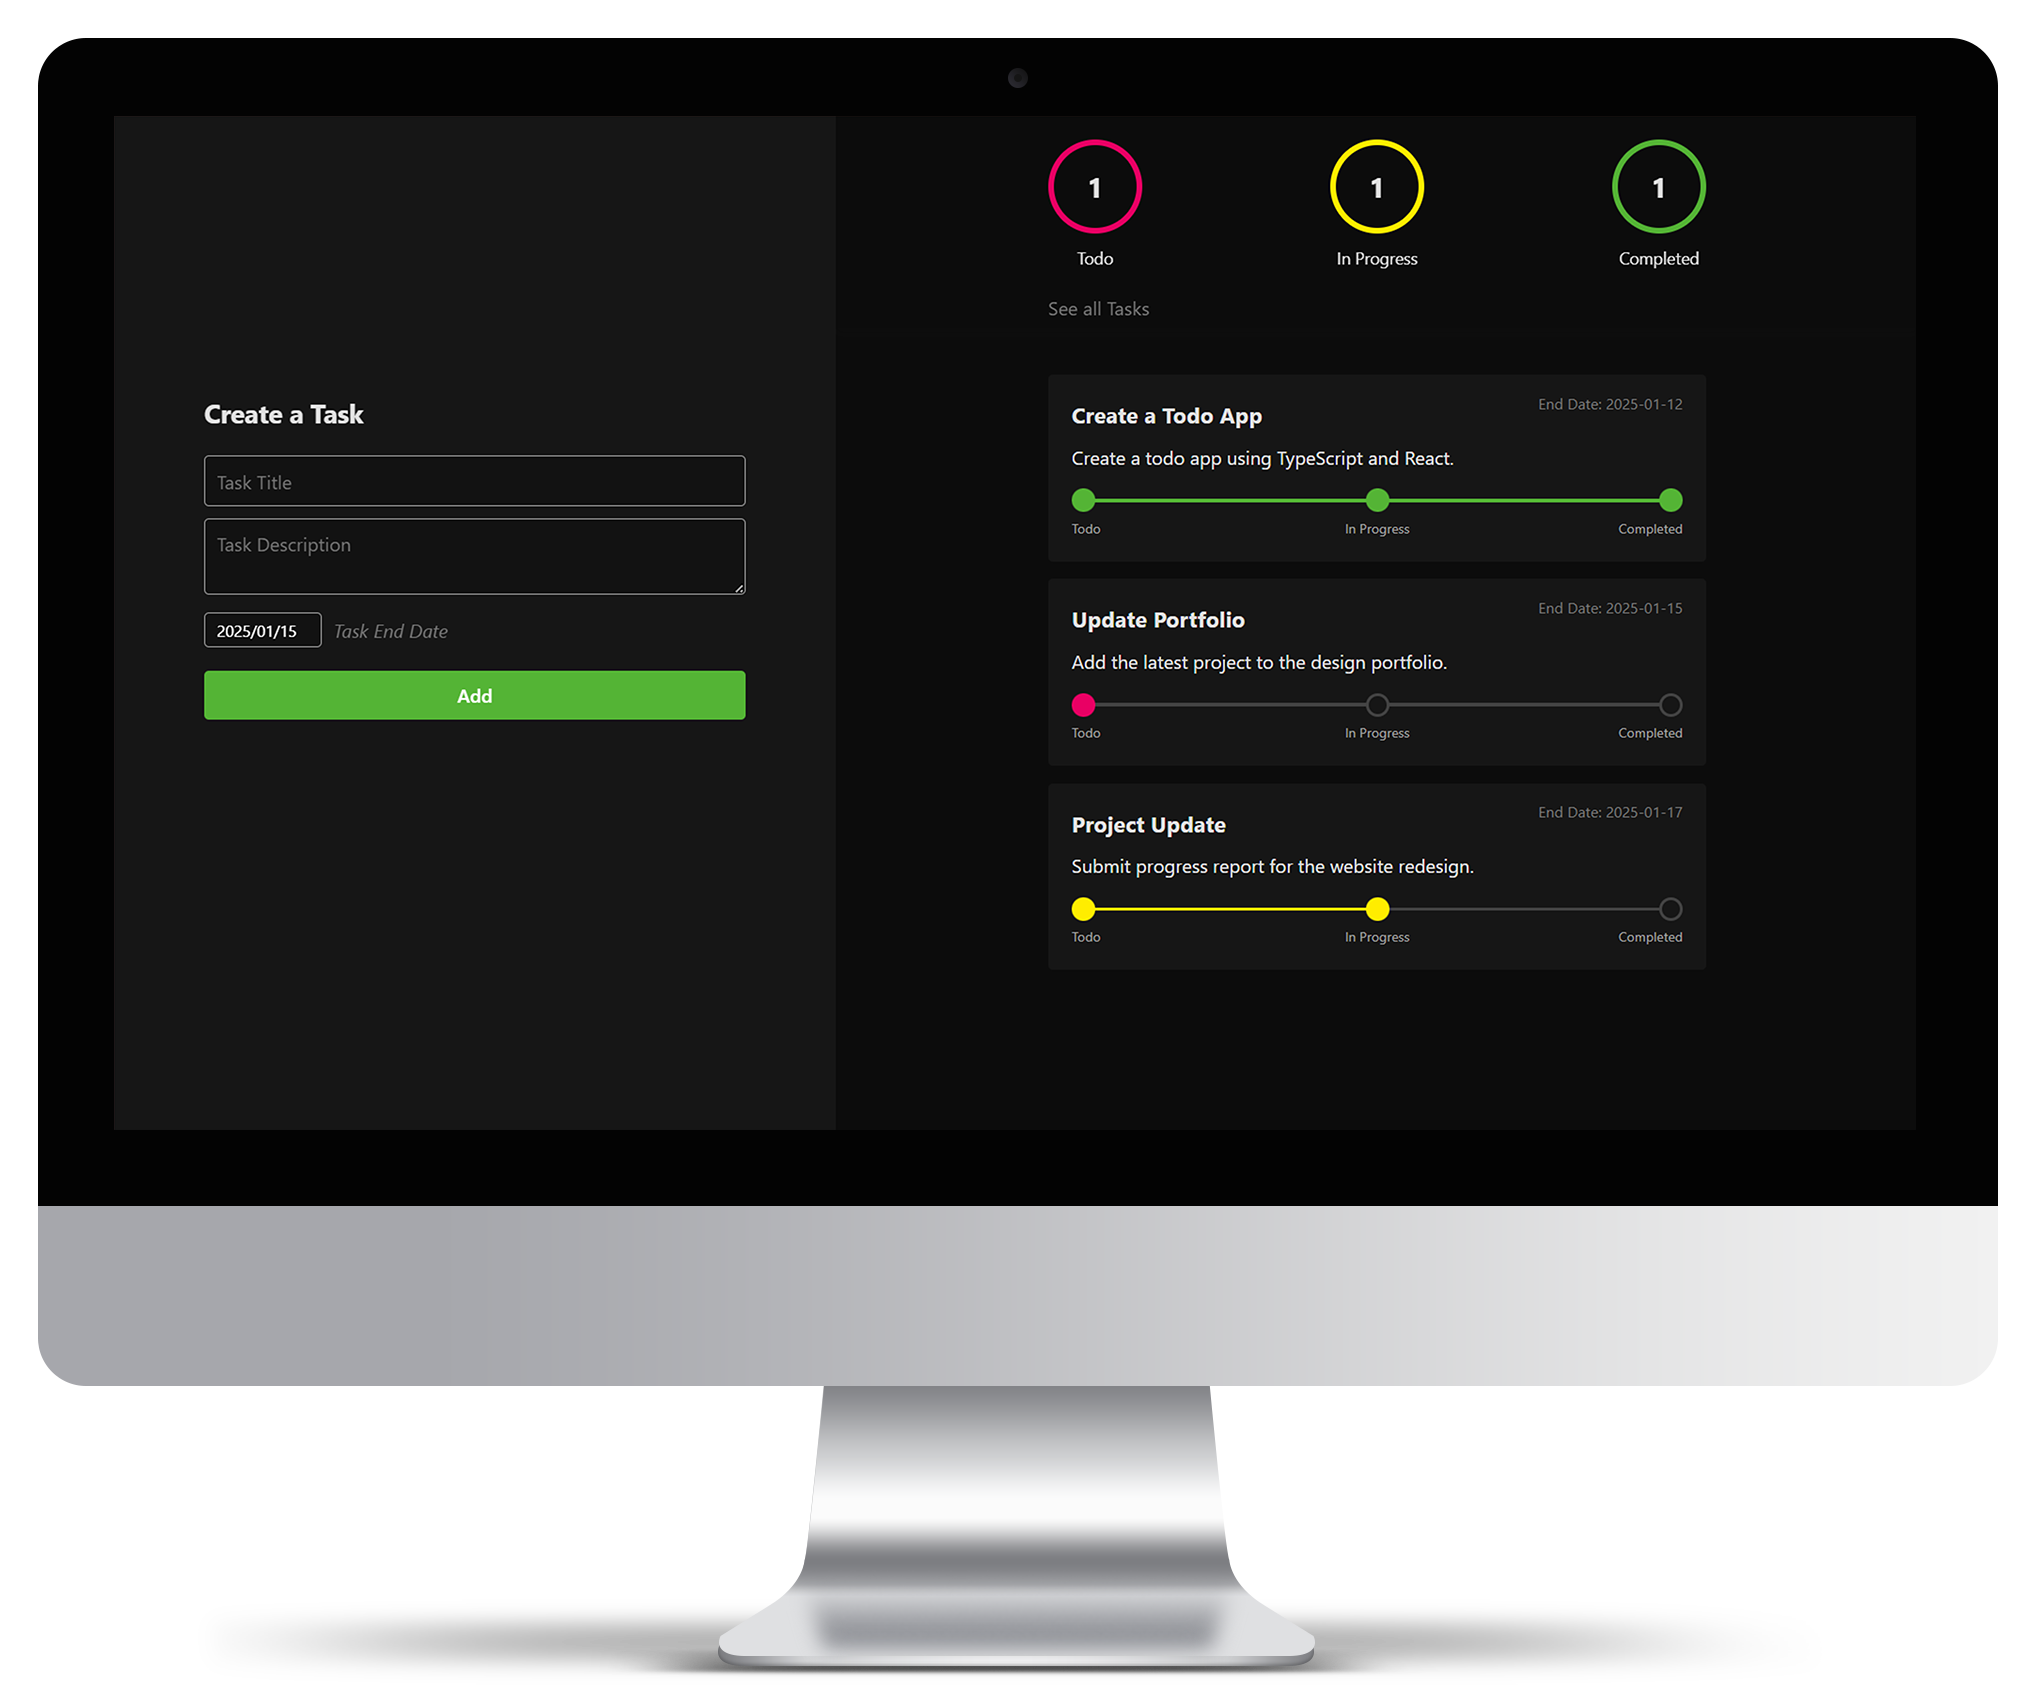 Create a Task
Task Title
Task Description
2025/01/15 Task End Date
Add
1 1 1
Todo In Progress Completed
See all Tasks
Create a Todo App End Date: 2025-01-12
Create a todo app using TypeScript and React.
Todo In Progress Completed
Update Portfolio End Date: 2025-01-15
Add the latest project to the design portfolio.
Todo In Progress Completed
Project Update End Date: 2025-01-17
Submit progress report for the website redesign.
Todo In Progress Completed